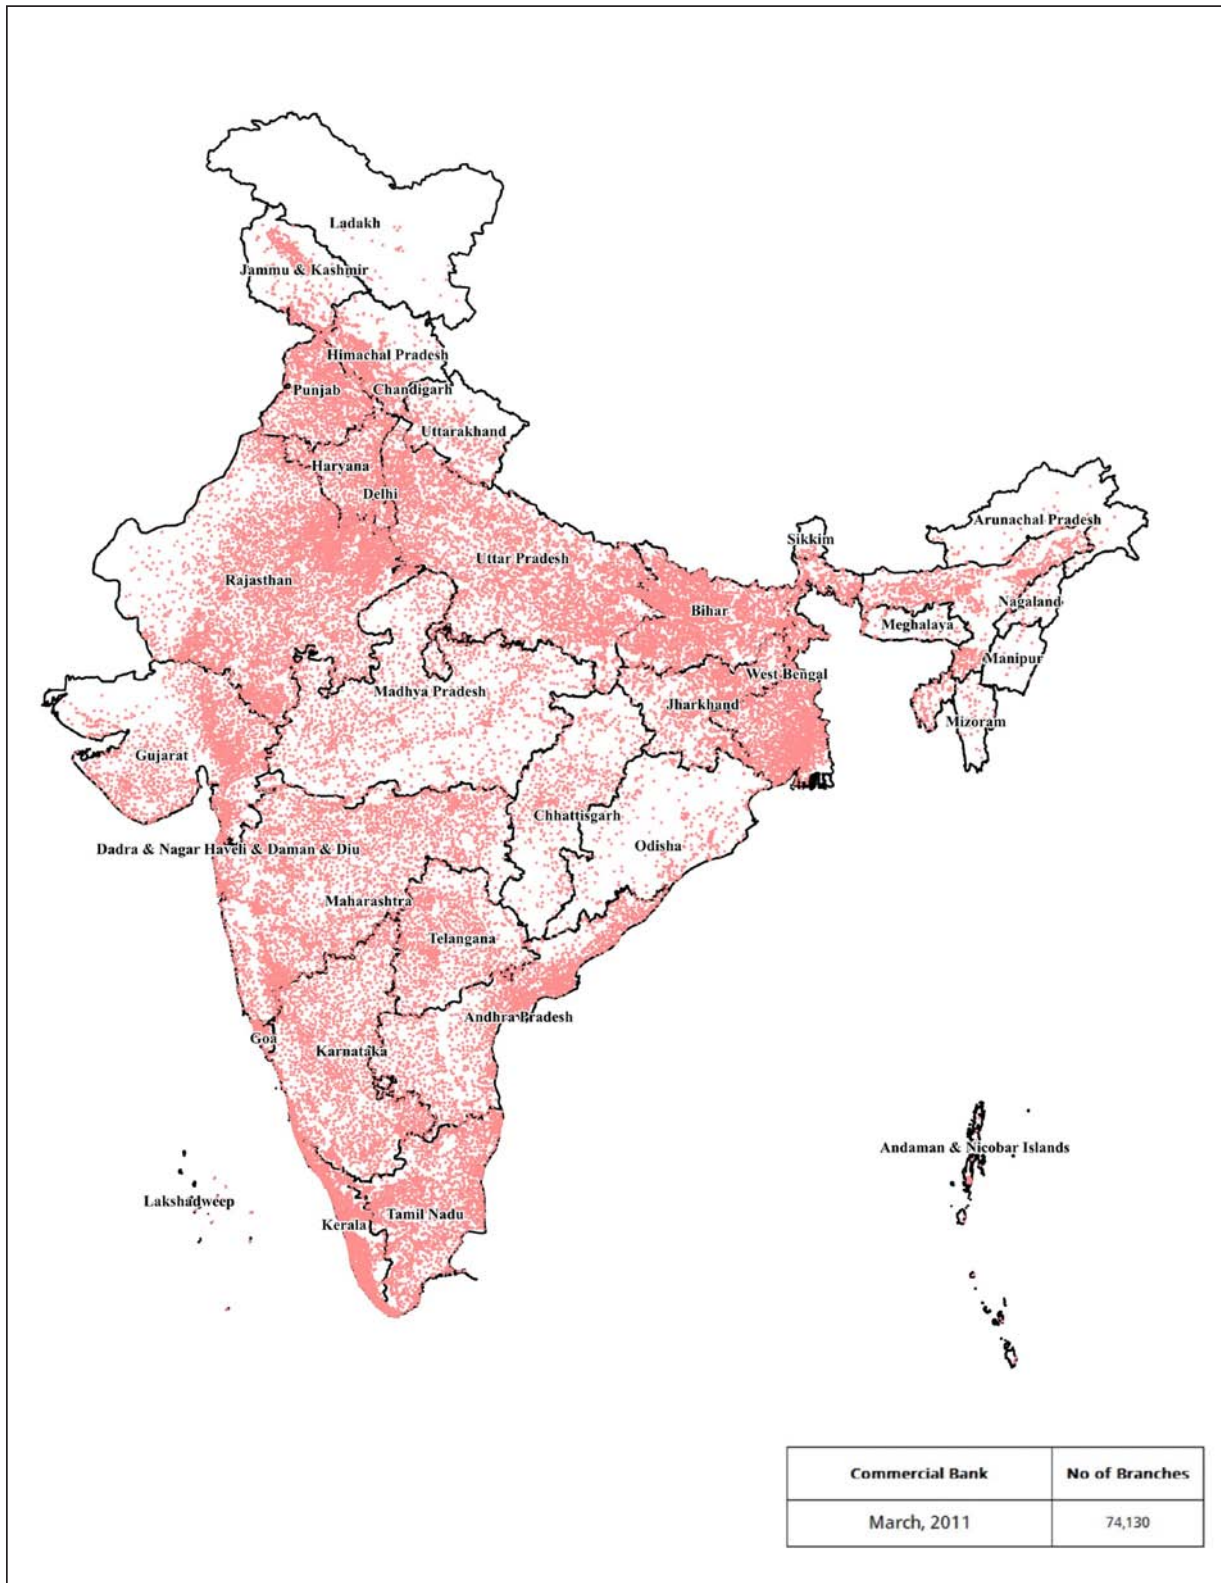 Ladakh
Jammu & Kashmir
Himachal Pradesh
Punjab
Chandigarh
Uttarakhand
Haryana
Delhi
Arunachal Pradesh
Sikkim
Uttar Pradesh
Rajasthan
Bihar
Nagaland
Meghalaya
Manipur
West Bengal
Madhya Pradesh
Jharkhand
Mizoram
Gujarat
Chhattisgarh
Odisha
Dadra & Nagar Haveli & Daman & Diu
Maharashtra
Telangana
Andhra Pradesh
Goa
Karnataka
Andaman & Nicobar Islands
Lakshadweep
Kerala
Tamil Nadu
Commercial Bank No of Branches
March, 2011 74,130